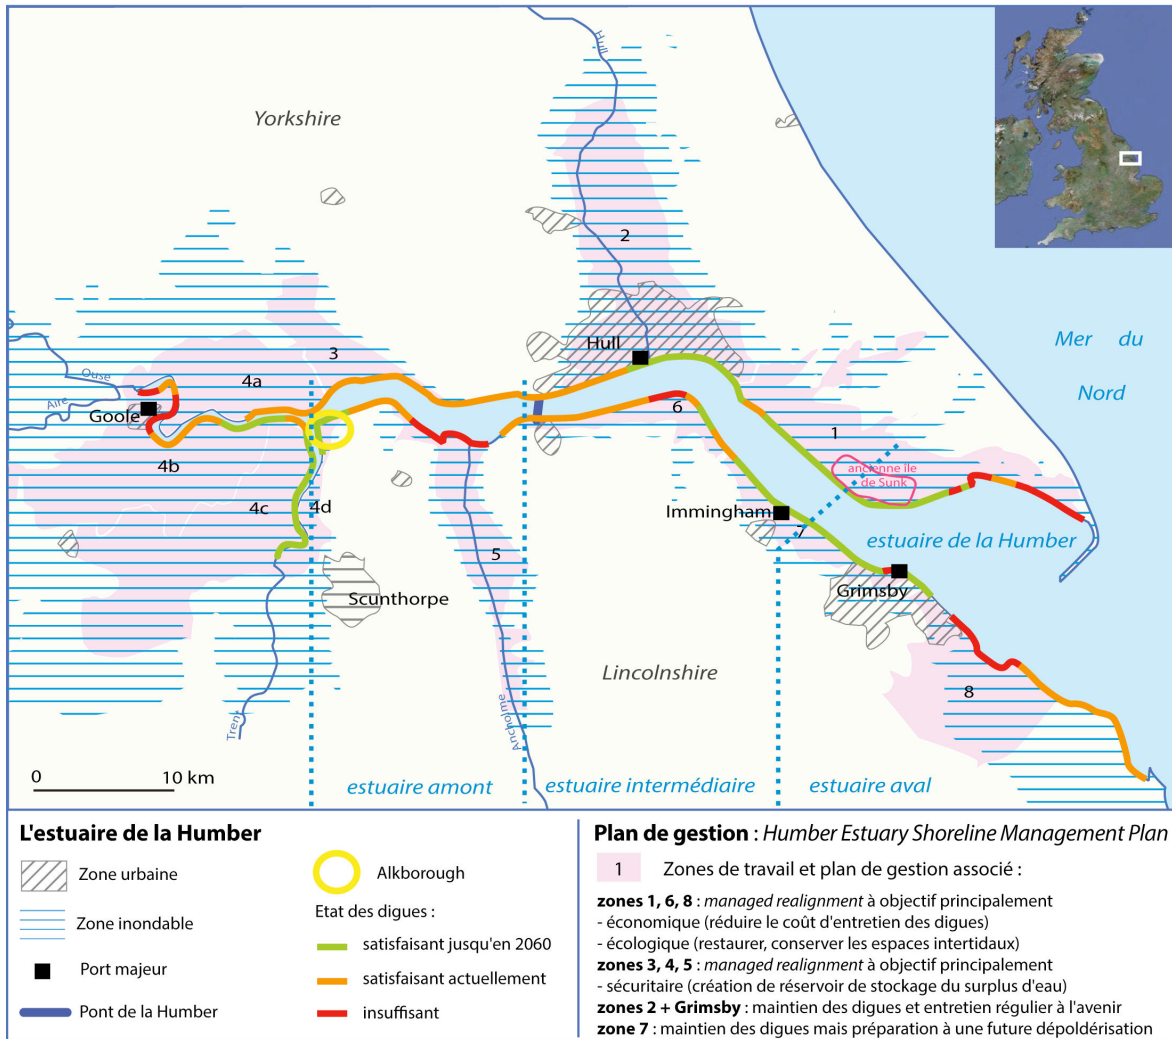 Hull
Yorkshire
2
Hull
Mer du
Nord
3
4a
Ouse
Aire
Goole
6
1
4b
ancienne île
de Sunk
4c
4d
Immingham
7
estuaire de la Humber
5
Scunthorpe
Grimsby
Lincolnshire
8
Trent
Ancholme
0 10 km
estuaire amont
estuaire intermédiaire
estuaire aval
L'estuaire de la Humber
Zone urbaine
Zone inondable
Port majeur
Pont de la Humber
Alkborough
Etat des digues :
satisfaisant jusqu'en 2060
satisfaisant actuellement
insuffisant
Plan de gestion : Humber Estuary Shoreline Management Plan
1 Zones de travail et plan de gestion associé :
zones 1, 6, 8 : managed realignment à objectif principalement
- économique (réduire le coût d'entretien des digues)
- écologique (restaurer, conserver les espaces intertidaux)
zones 3, 4, 5 : managed realignment à objectif principalement
- sécuritaire (création de réservoir de stockage du surplus d'eau)
zones 2 + Grimsby : maintien des digues et entretien régulier à l'avenir
zone 7 : maintien des digues mais préparation à une future dépoldérisation